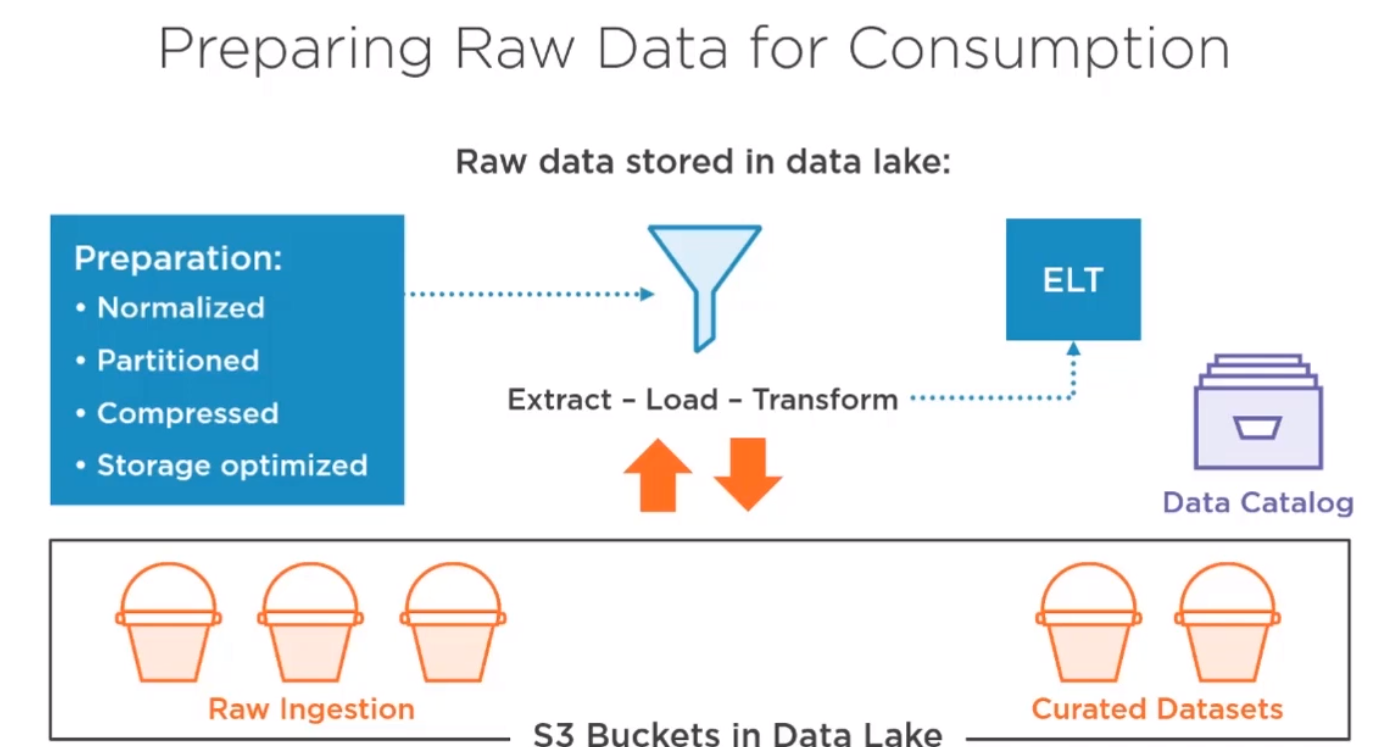 Preparing Raw Data for Consumption
Raw data stored in data lake:
Preparation:
• Normalized
• Partitioned
• Compressed
• Storage optimized
ELT
Extract – Load – Transform
Data Catalog
Raw Ingestion
Curated Datasets
S3 Buckets in Data Lake